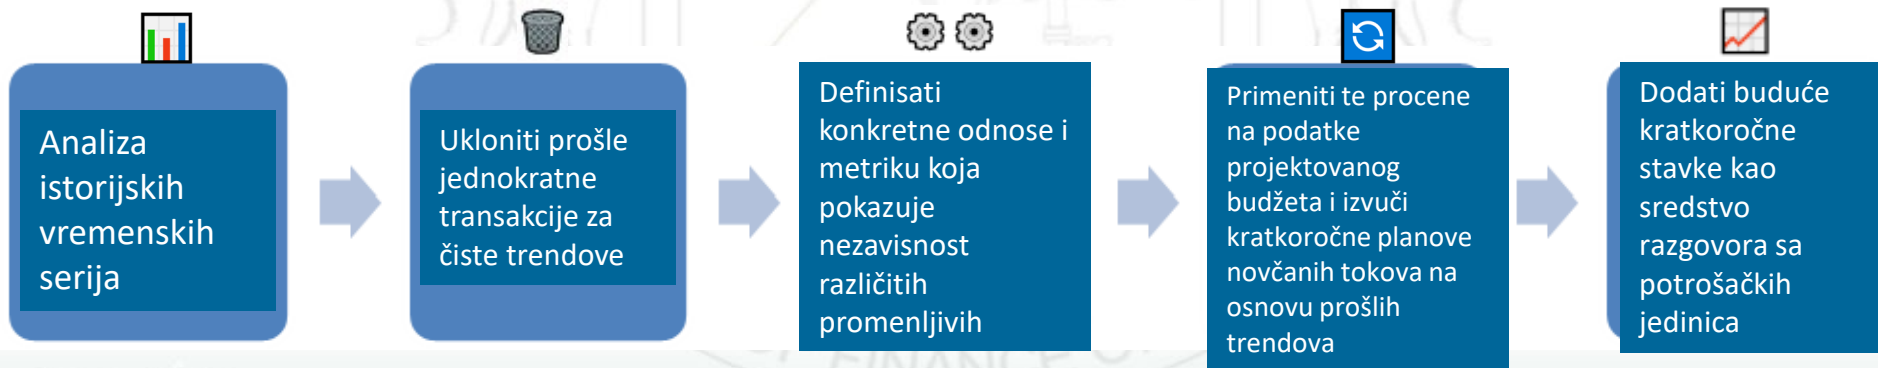 Analiza
istorijskih
vremenskih
serija
Ukloniti prošle
jednokratne
transakcije za
čiste trendove
Definisati
konkretne odnose i
metriku koja
pokazuje
nezavisnost
različitih
promenljivih
Primeniti te procene
na podatke
projektovanog
budžeta i izvuči
kratkoročne planove
novčanih tokova na
osnovu prošlih
trendova
Dodati buduće
kratkoročne
stavke kao
sredstvo
razgovora sa
potrošačkih
jedinica